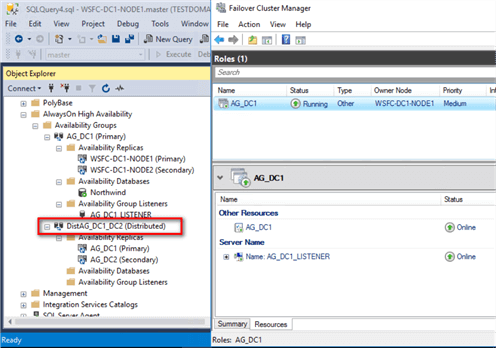 SQLQuery4.sql - WSFC-DC1-NODE1.master (TESTDOMA
File Edit View Project Tools Window
New Query
master
Execute Debu
Object Explorer
Connect
PolyBase
AlwaysOn High Availability
Availability Groups
AG_DC1 (Primary)
Availability Replicas
WSFC-DC1-NODE1 (Primary)
WSFC-DC1-NODE2 (Secondary)
Availability Databases
Northwind
Availability Group Listeners
AG_DC1_LISTENER
DistAG_DC1_DC2 (Distributed)
Availability Replicas
AG_DC1 (Primary)
AG_DC2 (Secondary)
Availability Databases
Availability Group Listeners
Management
Integration Services Catalogs
SQL Server Agent
Ready
Failover Cluster Manager
File Action View Help
Roles (1)
Search
Name Status Type Owner Node Priority Inf
AG_DC1 Running Other WSFC-DC1-NODE1 Medium
AG_DC1
Name Status
Other Resources
AG_DC1 Online
Server Name
Name: AG_DC1_LISTENER Online
Summary Resources
Roles: AG_DC1